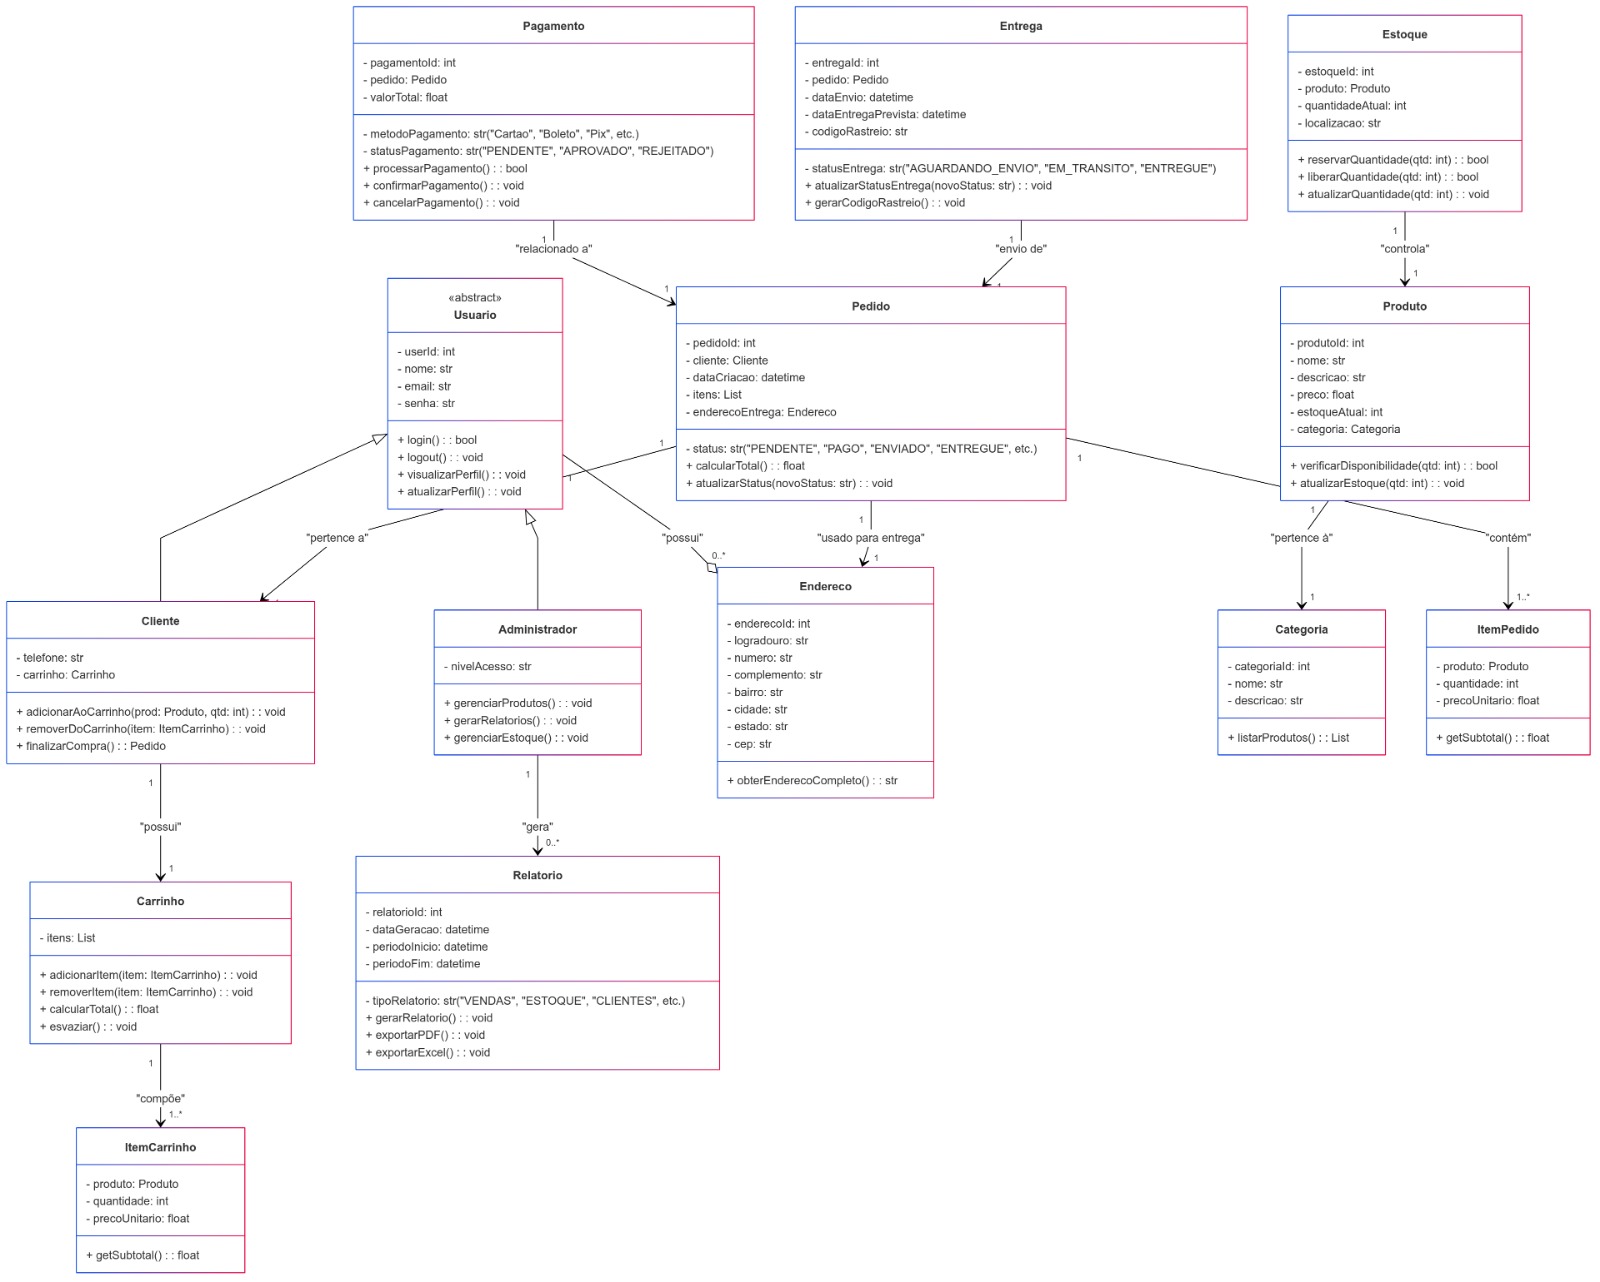 Pagamento
- pagamentoId: int
- pedido: Pedido
- valorTotal: float
- metodoPagamento: str("Cartao", "Boleto", "Pix", etc.)
- statusPagamento: str("PENDENTE", "APROVADO", "REJEITADO")
+ processarPagamento() : : bool
+ confirmarPagamento() : : void
+ cancelarPagamento() : : void
Entrega
- entregaId: int
- pedido: Pedido
- dataEnvio: datetime
- dataEntregaPrevista: datetime
- codigoRastreio: str
- statusEntrega: str("AGUARDANDO_ENVIO", "EM_TRANSITO", "ENTREGUE")
+ atualizarStatusEntrega(novoStatus: str) : : void
+ gerarCodigoRastreio() : : void
Estoque
- estoqueId: int
- produto: Produto
- quantidadeAtual: int
- localizacao: str
+ reservarQuantidade(qtd: int) : : bool
+ liberarQuantidade(qtd: int) : : bool
+ atualizarQuantidade(qtd: int) : : void
1
"relacionado a"
1
1
"envio de"
1
"controla"
1
«abstract»
Usuario
- userId: int
- nome: str
- email: str
- senha: str
+ login() : : bool
+ logout() : : void
+ visualizarPerfil() : : void
+ atualizarPerfil() : : void
Pedido
- pedidoId: int
- cliente: Cliente
- dataCriacao: datetime
- itens: List
- enderecoEntrega: Endereco
- status: str("PENDENTE", "PAGO", "ENVIADO", "ENTREGUE", etc.)
+ calcularTotal() : : float
+ atualizarStatus(novoStatus: str) : : void
Produto
- produtoId: int
- nome: str
- descricao: str
- preco: float
- estoqueAtual: int
- categoria: Categoria
+ verificarDisponibilidade(qtd: int) : : bool
+ atualizarEstoque(qtd: int) : : void
1
1
1
"pertence a"
"possui"
0..*
1
"usado para entrega"
1
1
"pertence à"
1
"contém"
1..*
Cliente
- telefone: str
- carrinho: Carrinho
+ adicionarAoCarrinho(prod: Produto, qtd: int) : : void
+ removerDoCarrinho(item: ItemCarrinho) : : void
+ finalizarCompra() : : Pedido
Administrador
- nivelAcesso: str
+ gerenciarProdutos() : : void
+ gerarRelatorios() : : void
+ gerenciarEstoque() : : void
Endereco
- enderecoId: int
- logradouro: str
- numero: str
- complemento: str
- bairro: str
- cidade: str
- estado: str
- cep: str
+ obterEnderecoCompleto() : : str
Categoria
- categoriaId: int
- nome: str
- descricao: str
+ listarProdutos() : : List
ItemPedido
- produto: Produto
- quantidade: int
- precoUnitario: float
+ getSubtotal() : : float
1
"possui"
1
1
"gera"
0..*
Carrinho
- itens: List
+ adicionarItem(item: ItemCarrinho) : : void
+ removerItem(item: ItemCarrinho) : : void
+ calcularTotal() : : float
+ esvaziar() : : void
Relatorio
- relatorioId: int
- dataGeracao: datetime
- periodoInicio: datetime
- periodoFim: datetime
- tipoRelatorio: str("VENDAS", "ESTOQUE", "CLIENTES", etc.)
+ gerarRelatorio() : : void
+ exportarPDF() : : void
+ exportarExcel() : : void
1
"compõe"
1..*
ItemCarrinho
- produto: Produto
- quantidade: int
- precoUnitario: float
+ getSubtotal() : : float